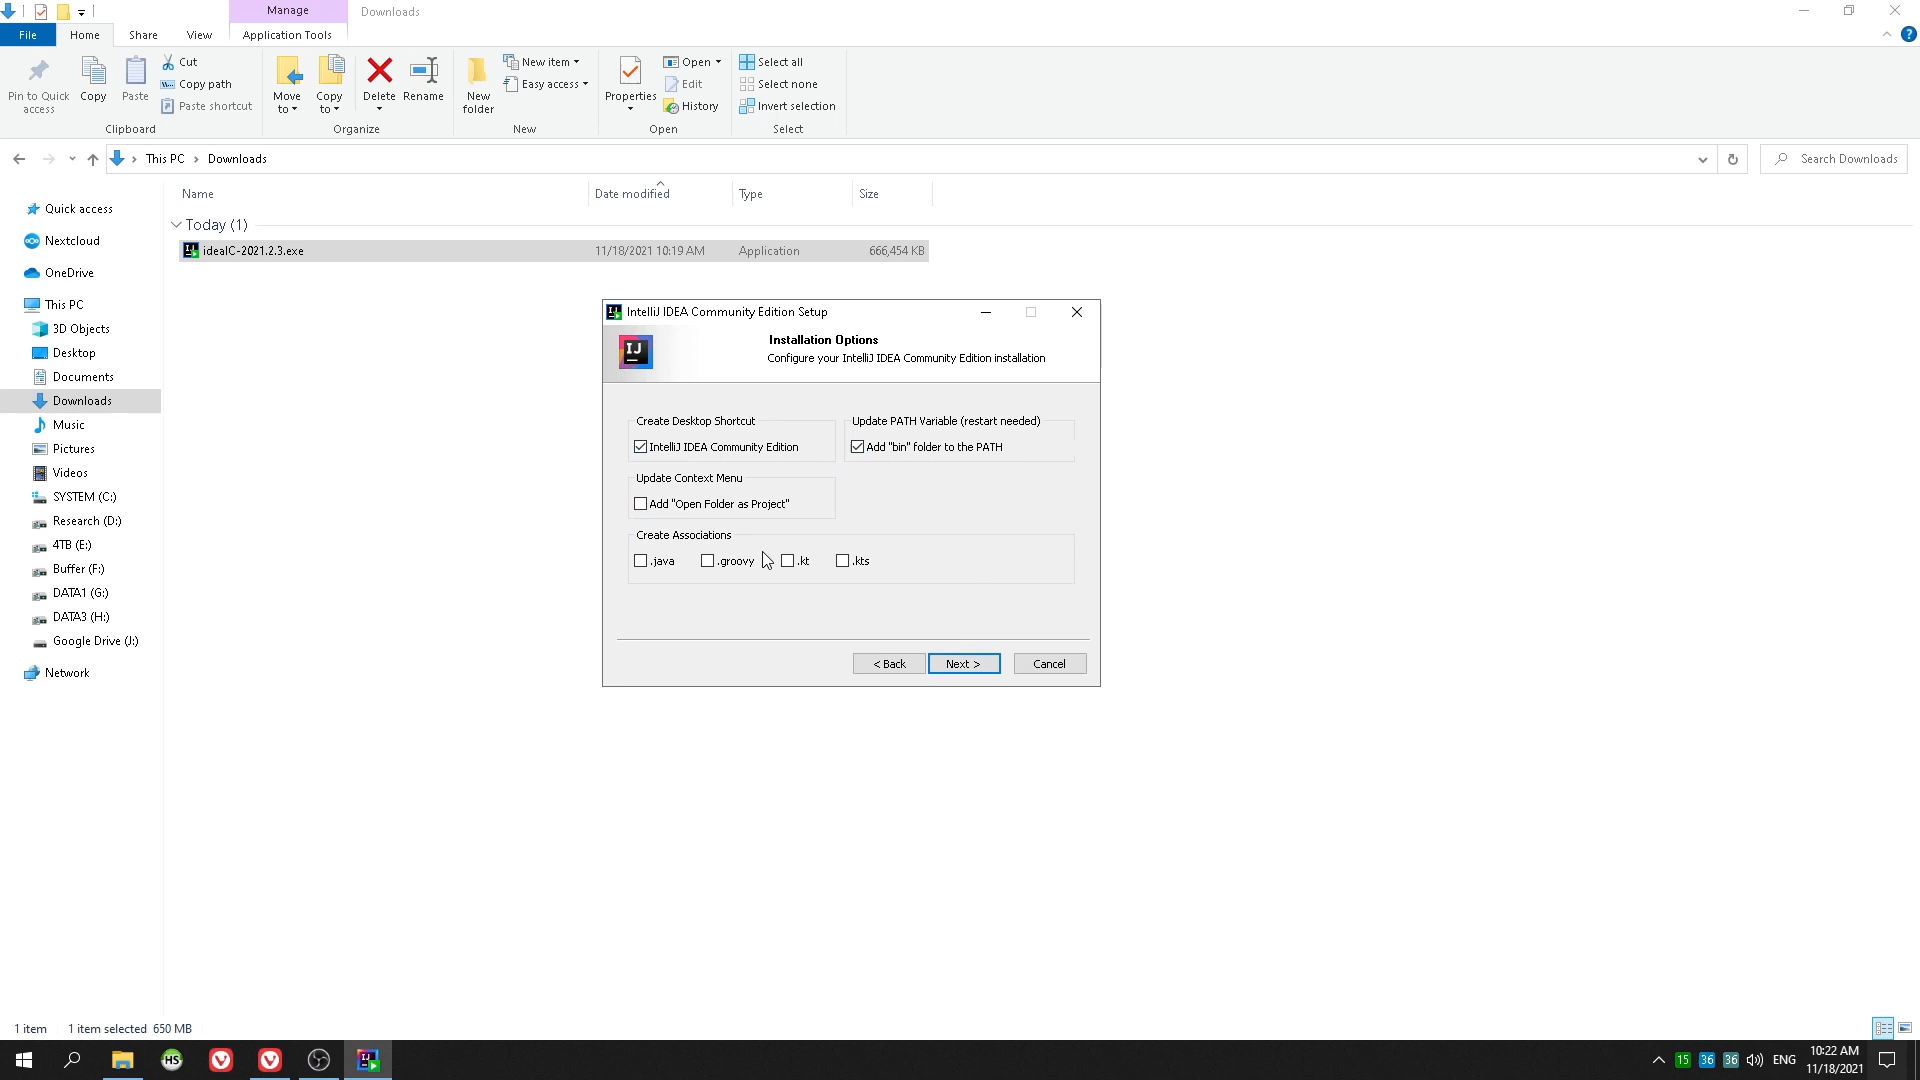 Manage
Downloads
File
Home
Share
View
Application Tools
Pin to Quick access
Copy
Paste
Cut
Copy path
Paste shortcut
Clipboard
Move to
Copy to
Delete
Rename
Organize
New folder
New item
Easy access
New
Properties
Open
Edit
History
Open
Select all
Select none
Invert selection
Select
This PC > Downloads
Search Downloads
Name
Date modified
Type
Size
Today (1)
ideaIC-2021.2.3.exe
11/18/2021 10:19 AM
Application
666,454 KB
Quick access
Nextcloud
OneDrive
This PC
3D Objects
Desktop
Documents
Downloads
Music
Pictures
Videos
SYSTEM (C:)
Research (D:)
4TB (E:)
Buffer (F:)
DATA1 (G:)
DATA3 (H:)
Google Drive (J:)
Network
IntelliJ IDEA Community Edition Setup
IJ
Installation Options
Configure your IntelliJ IDEA Community Edition installation
Create Desktop Shortcut
IntelliJ IDEA Community Edition
Update PATH Variable (restart needed)
Add "bin" folder to the PATH
Update Context Menu
Add "Open Folder as Project"
Create Associations
.java
.groovy
.kt
.kts
< Back
Next >
Cancel
1 item
1 item selected 650 MB
HS
15
36
36
ENG
10:22 AM
11/18/2021